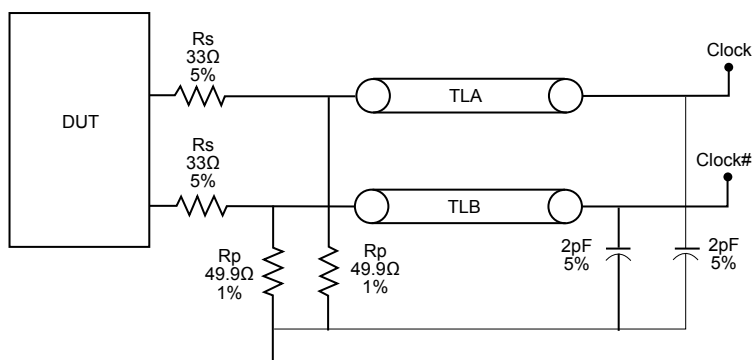 Rs
33Ω
5%
Clock
TLA
DUT
Rs
33Ω
5%
Clock#
TLB
Rp
49.9Ω
1%
Rp
49.9Ω
1%
2pF
5%
2pF
5%